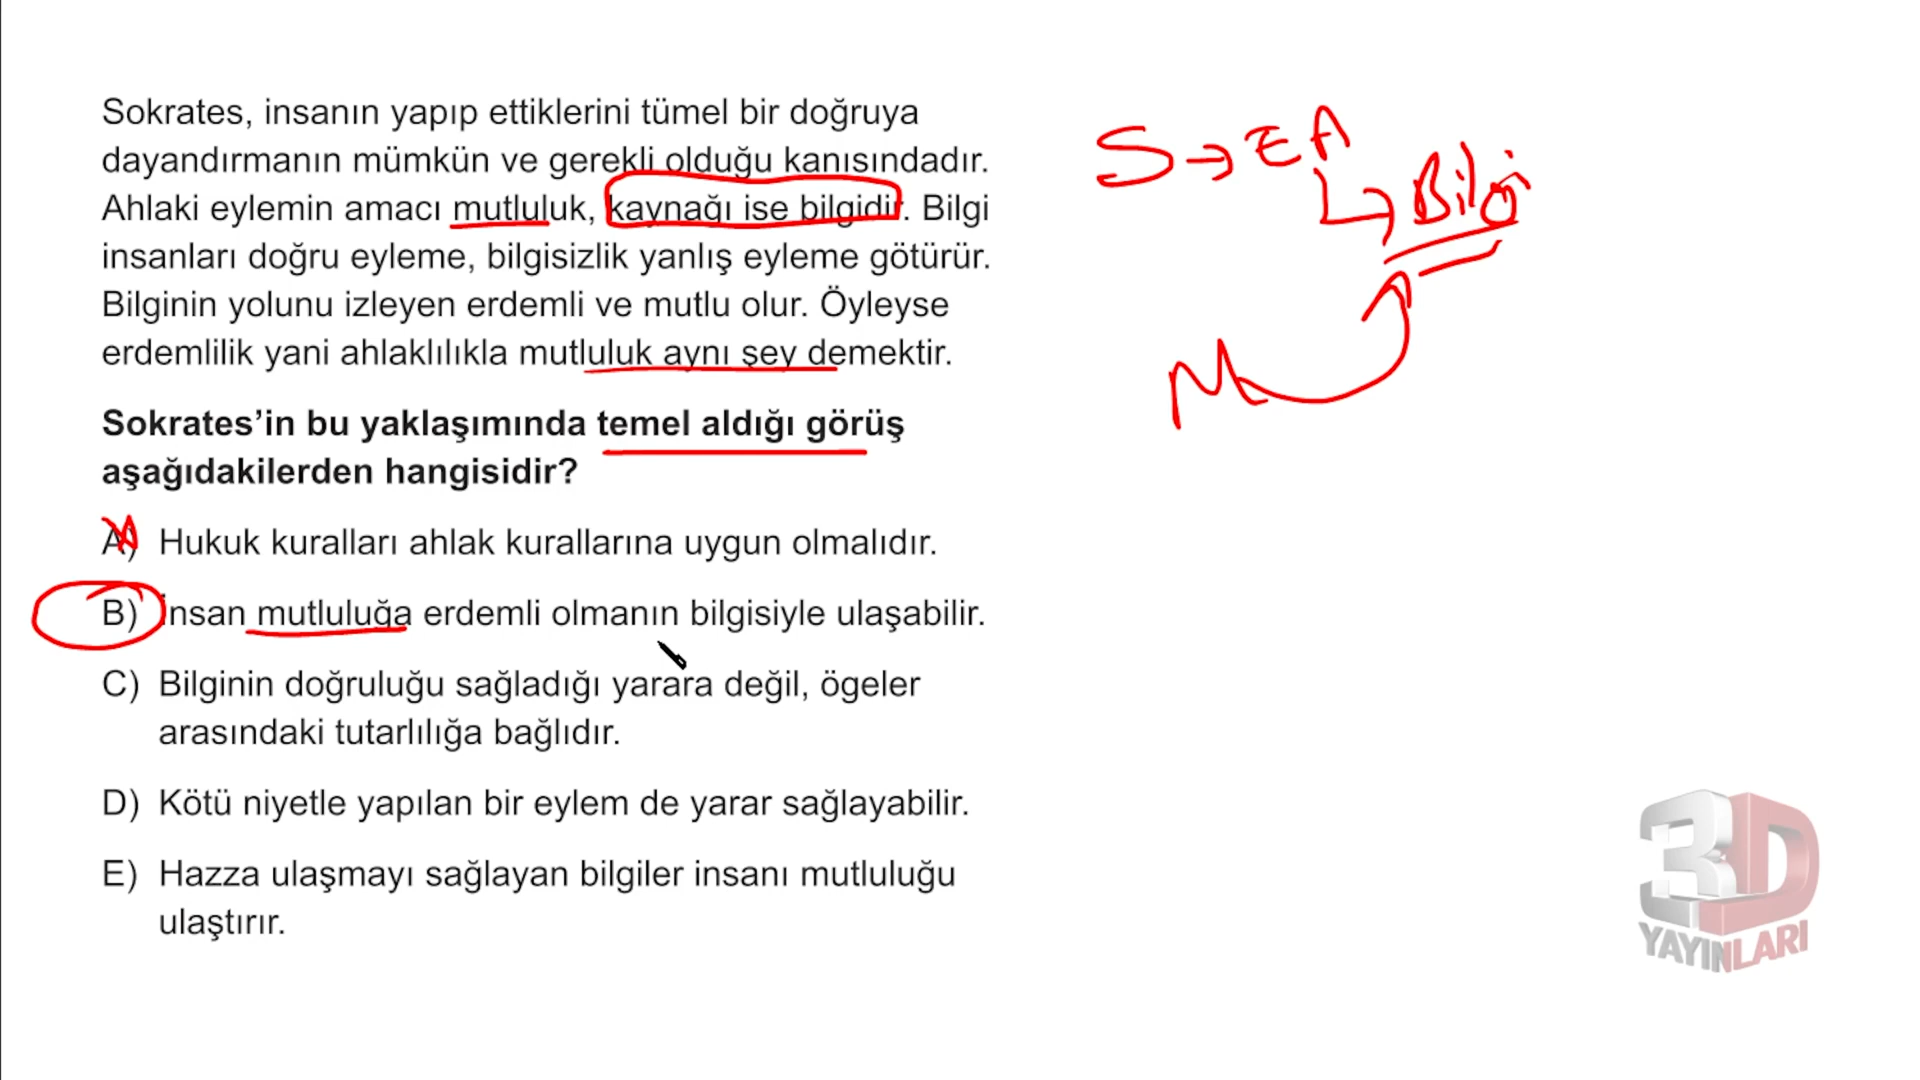 Sokrates, insanın yapıp ettiklerini tümel bir doğruya
dayandırmanın mümkün ve gerekli olduğu kanısındadır.
Ahlaki eylemin amacı mutluluk, kaynağı ise bilgidir. Bilgi
insanları doğru eyleme, bilgisizlik yanlış eyleme götürür.
Bilginin yolunu izleyen erdemli ve mutlu olur. Öyleyse
erdemlilik yani ahlaklılıkla mutluluk aynı şey demektir.
Sokrates’in bu yaklaşımında temel aldığı görüş
aşağıdakilerden hangisidir?
A) Hukuk kuralları ahlak kurallarına uygun olmalıdır.
B) İnsan mutluluğa erdemli olmanın bilgisiyle ulaşabilir.
C) Bilginin doğruluğu sağladığı yarara değil, ögeler
arasındaki tutarlılığa bağlıdır.
D) Kötü niyetle yapılan bir eylem de yarar sağlayabilir.
E) Hazza ulaşmayı sağlayan bilgiler insanı mutluluğu
ulaştırır.
S → E A
Bilgi
M
3D
YAYINLARI